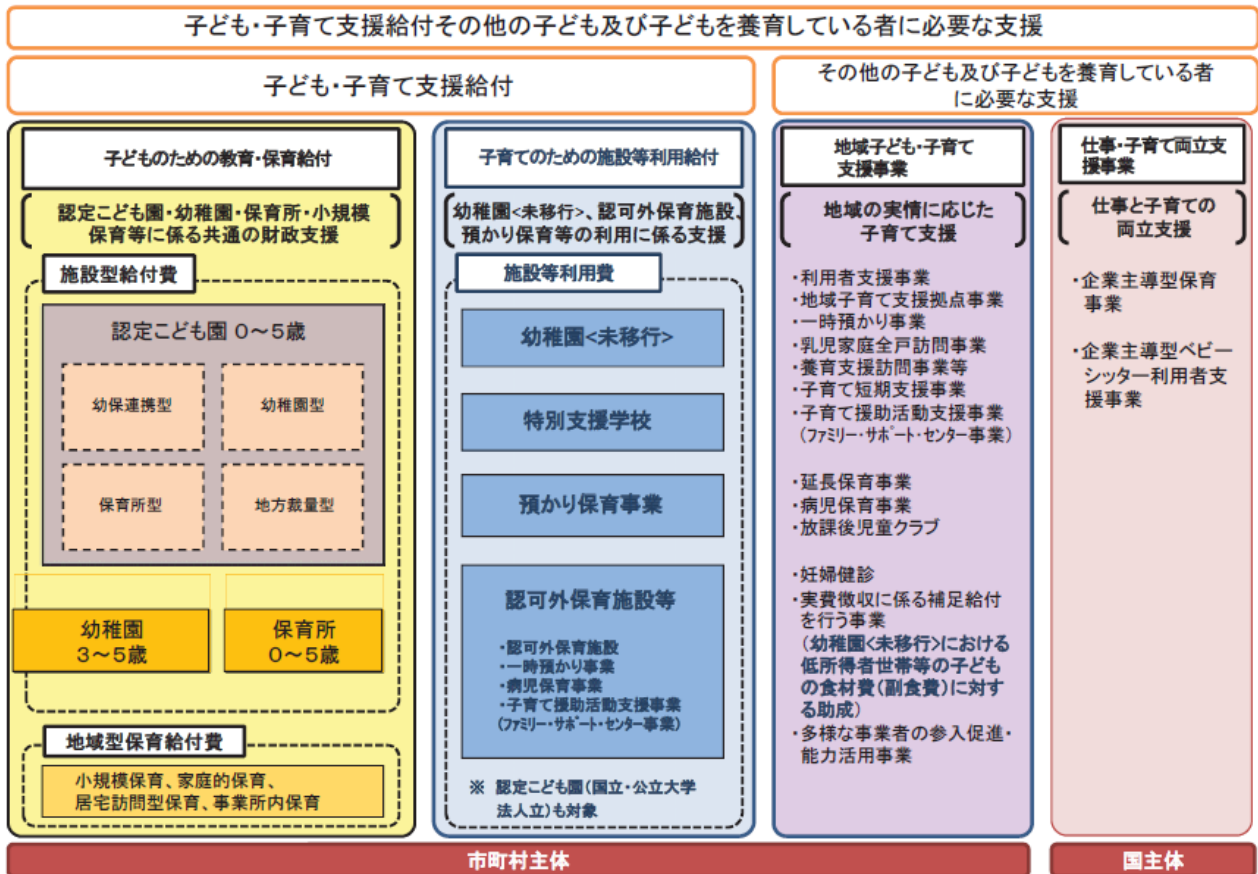 子ども・子育て支援給付その他の子ども及び子どもを養育している者に必要な支援
子ども・子育て支援給付
その他の子ども及び子どもを養育している者
に必要な支援
子どものための教育・保育給付
認定こども園・幼稚園・保育所・小規模
保育等に係る共通の財政支援
施設型給付費
認定こども園 0～5歳
幼保連携型
幼稚園型
保育所型
地方裁量型
幼稚園
3～5歳
保育所
0～5歳
地域型保育給付費
小規模保育、家庭的保育、
居宅訪問型保育、事業所内保育
子育てのための施設等利用給付
幼稚園<未移行>、認可外保育施設、
預かり保育等の利用に係る支援
施設等利用費
幼稚園<未移行>
特別支援学校
預かり保育事業
認可外保育施設等
・認可外保育施設
・一時預かり事業
・病児保育事業
・子育て援助活動支援事業
(ﾌｧﾐﾘｰ･ｻﾎﾟｰﾄ･ｾﾝﾀｰ事業)
※ 認定こども園(国立・公立大学
法人立)も対象
地域子ども・子育て
支援事業
地域の実情に応じた
子育て支援
・利用者支援事業
・地域子育て支援拠点事業
・一時預かり事業
・乳児家庭全戸訪問事業
・養育支援訪問事業等
・子育て短期支援事業
・子育て援助活動支援事業
(ﾌｧﾐﾘｰ･ｻﾎﾟｰﾄ･ｾﾝﾀｰ事業)
・延長保育事業
・病児保育事業
・放課後児童クラブ
・妊婦健診
・実費徴収に係る補足給付
を行う事業
(幼稚園<未移行>における
低所得者世帯等の子ども
の食材費(副食費)に対す
る助成)
・多様な事業者の参入促進・
能力活用事業
仕事・子育て両立支
援事業
仕事と子育ての
両立支援
・企業主導型保育
事業
・企業主導型ベビー
シッター利用者支
援事業
市町村主体
国主体